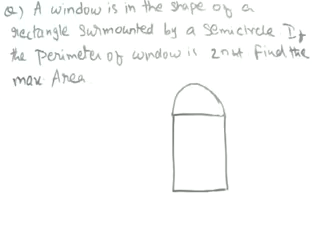 Q) A window is in the shape of a
rectangle surmounted by a semicircle If
the Perimeter of window is find the
max Area